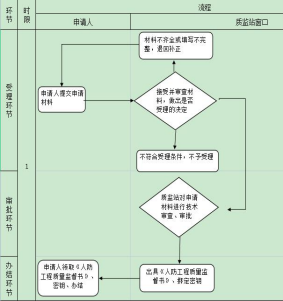 环节
时限
流程
申请人
质监站窗口
材料不齐全或填写不完
整，退回补正
受理环节
申请人提交申请
材料
接受并审查材
料，做出是否
受理的决定
不符合受理条件，不予受理
1
审批环节
质监站对申请
材料进行技术
审查、审批
办结环节
申请人领取《人防
工程质量监督书》、
密钥、办结
出具《人防工程质量监
督书》、绑定密钥